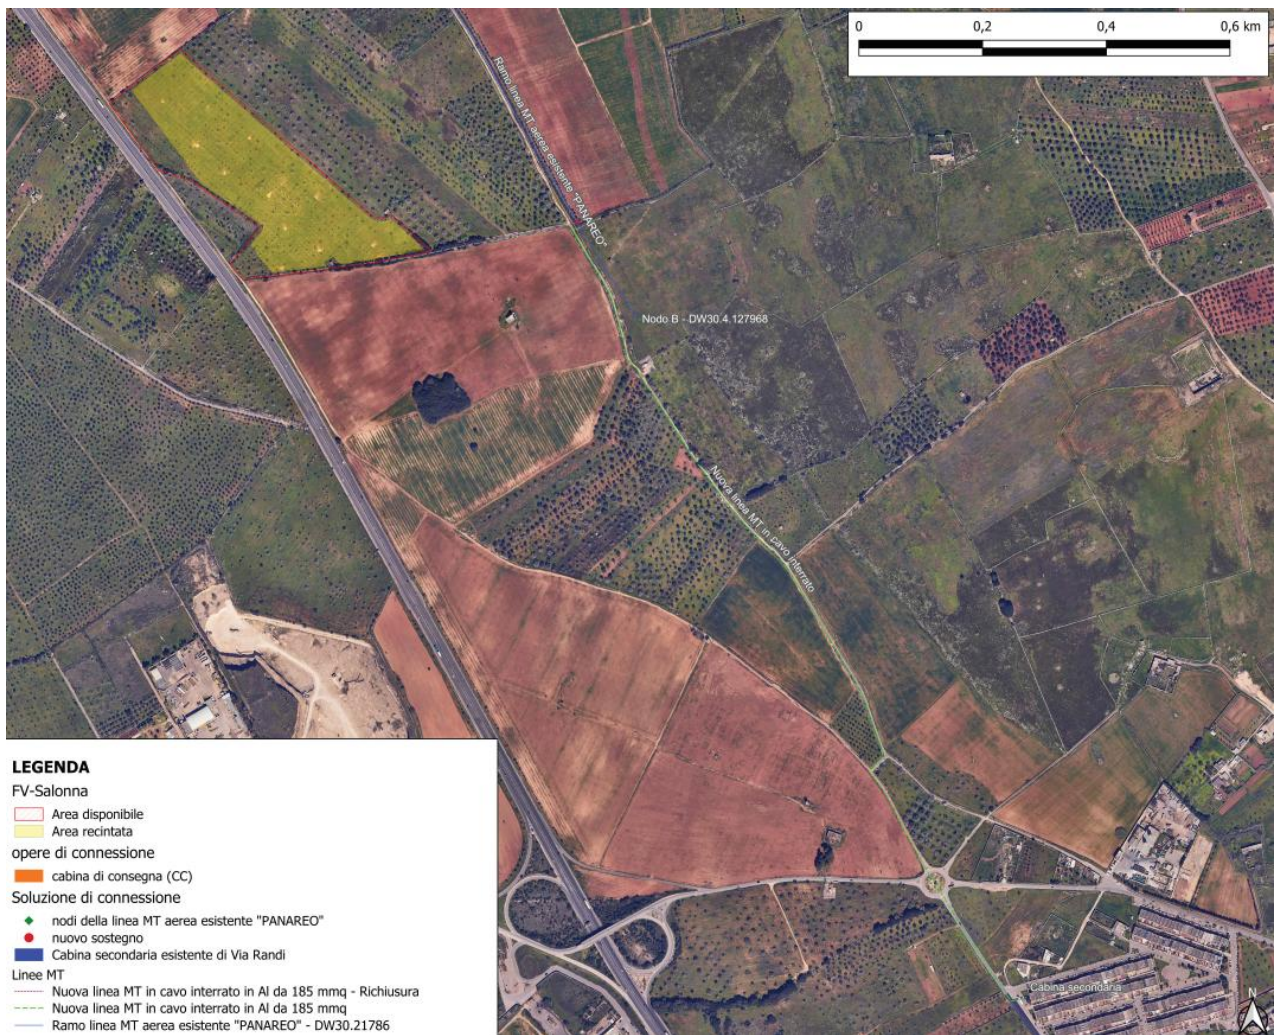 0 0,2 0,4 0,6 km
Ramo linea MT aerea esistente "PANAREO"
Nodo B - DW30.4.127968
Nuova linea MT in cavo interrato
Cabina secondaria
LEGENDA
FV-Salonna
Area disponibile
Area recintata
opere di connessione
cabina di consegna (CC)
Soluzione di connessione
nodi della linea MT aerea esistente "PANAREO"
nuovo sostegno
Cabina secondaria esistente di Via Randi
Linee MT
Nuova linea MT in cavo interrato in Al da 185 mmq - Richiusura
Nuova linea MT in cavo interrato in Al da 185 mmq
Ramo linea MT aerea esistente "PANAREO" - DW30.21786
N